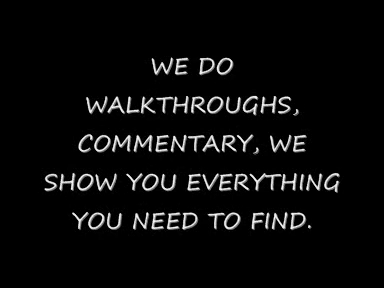 WE DO
WALKTHROUGHS,
COMMENTARY, WE
SHOW YOU EVERYTHING
YOU NEED TO FIND.